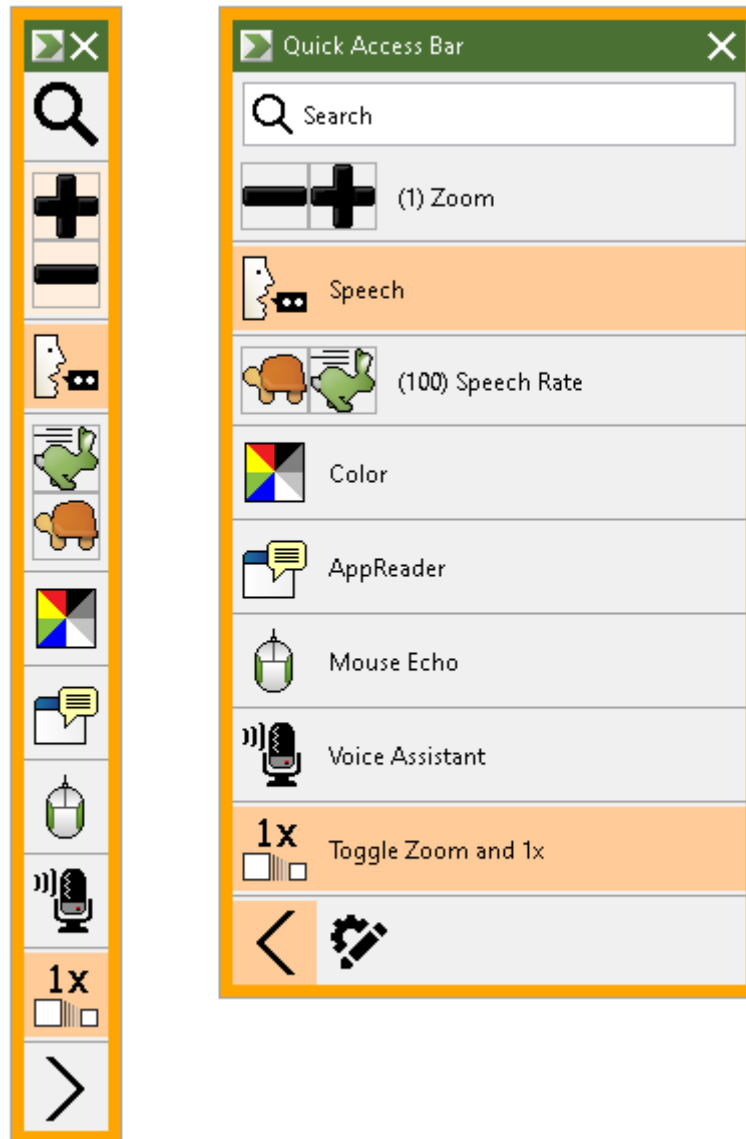 1x
Quick Access Bar
Search
(1) Zoom
Speech
(100) Speech Rate
Color
AppReader
Mouse Echo
Voice Assistant
1x
Toggle Zoom and 1x